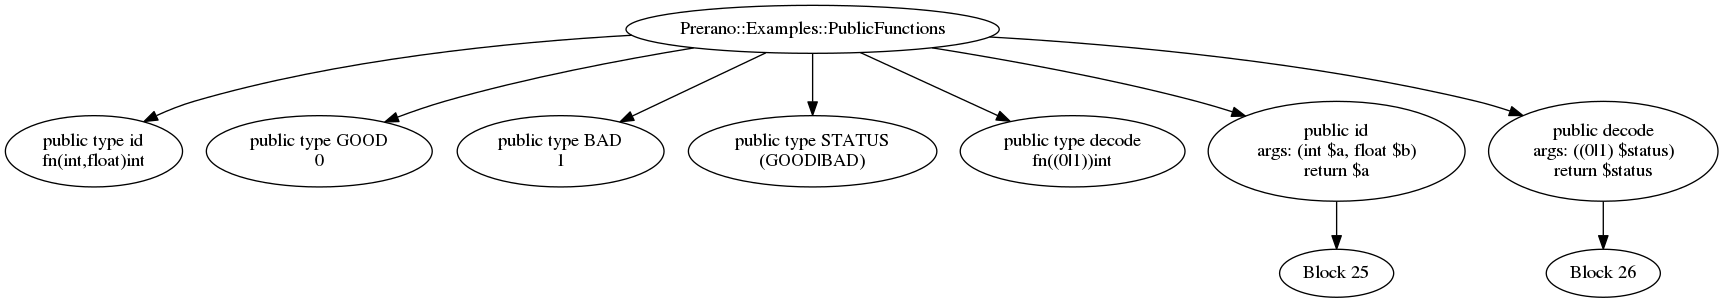 Prerano::Examples::PublicFunctions
public type id
fn(int,float)int
public type GOOD
0
public type BAD
1
public type STATUS
(GOOD|BAD)
public type decode
fn((0|1))int
public id
args: (int $a, float $b)
return $a
public decode
args: ((0|1) $status)
return $status
Block 25
Block 26